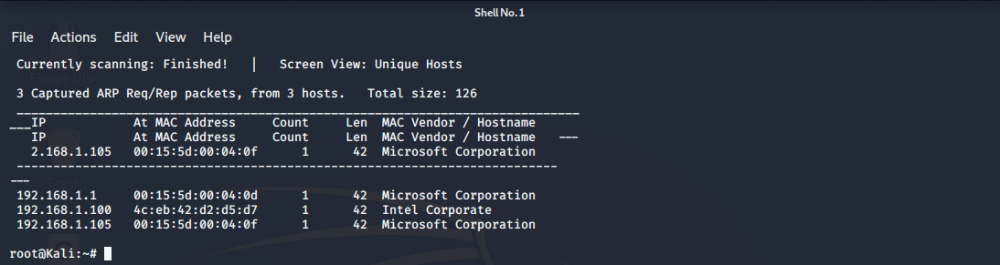 Shell No.1
File Actions Edit View Help
Currently scanning: Finished! | Screen View: Unique Hosts
3 Captured ARP Req/Rep packets, from 3 hosts. Total size: 126
_____________________________________________________________________________
___IP At MAC Address Count Len MAC Vendor / Hostname
IP At MAC Address Count Len MAC Vendor / Hostname ---
2.168.1.105 00:15:5d:00:04:0f 1 42 Microsoft Corporation
--------------------------------------------------------------------------
---
192.168.1.1 00:15:5d:00:04:0d 1 42 Microsoft Corporation
192.168.1.100 4c:eb:42:d2:d5:d7 1 42 Intel Corporate
192.168.1.105 00:15:5d:00:04:0f 1 42 Microsoft Corporation
root@Kali:~#